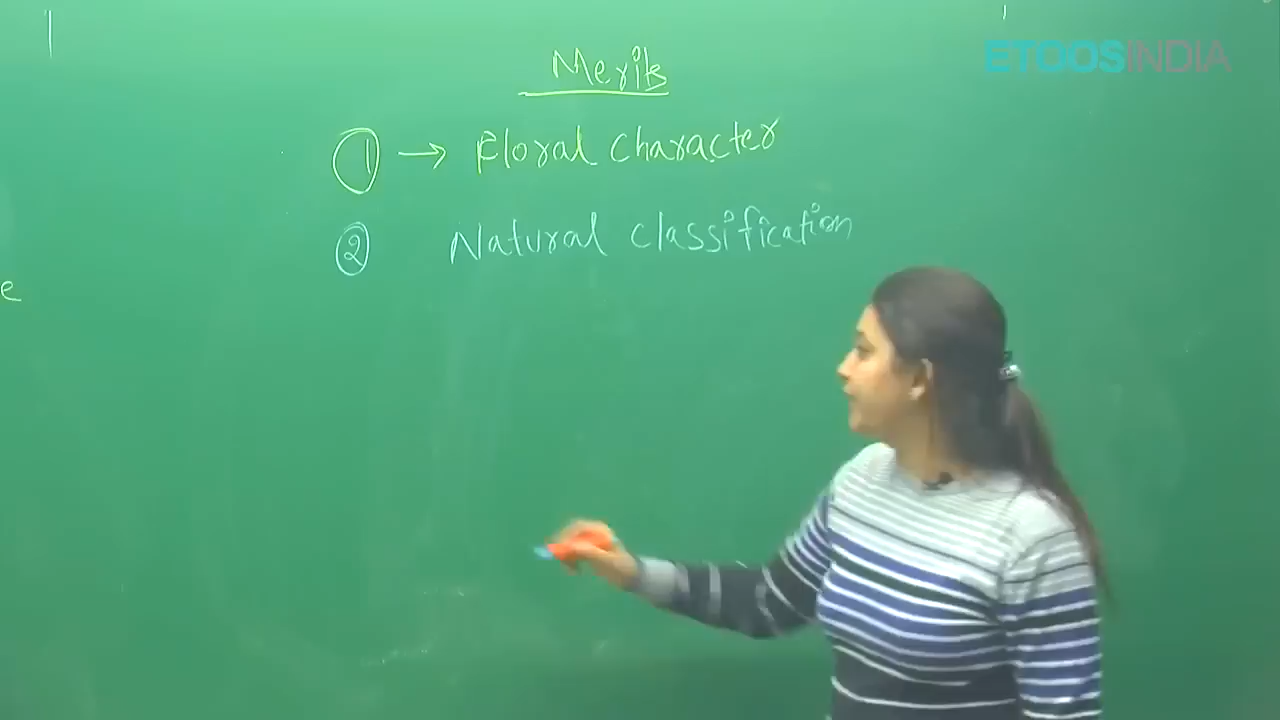 ETOOSINDIA
Merits
① → Floral character
② Natural classification
e